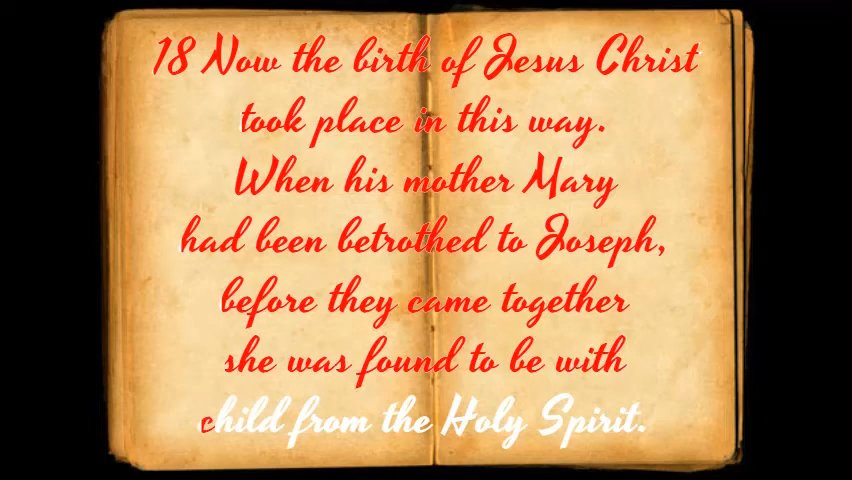 18 Now the birth of Jesus Christ
took place in this way.
When his mother Mary
had been betrothed to Joseph,
before they came together
she was found to be with
child from the Holy Spirit.